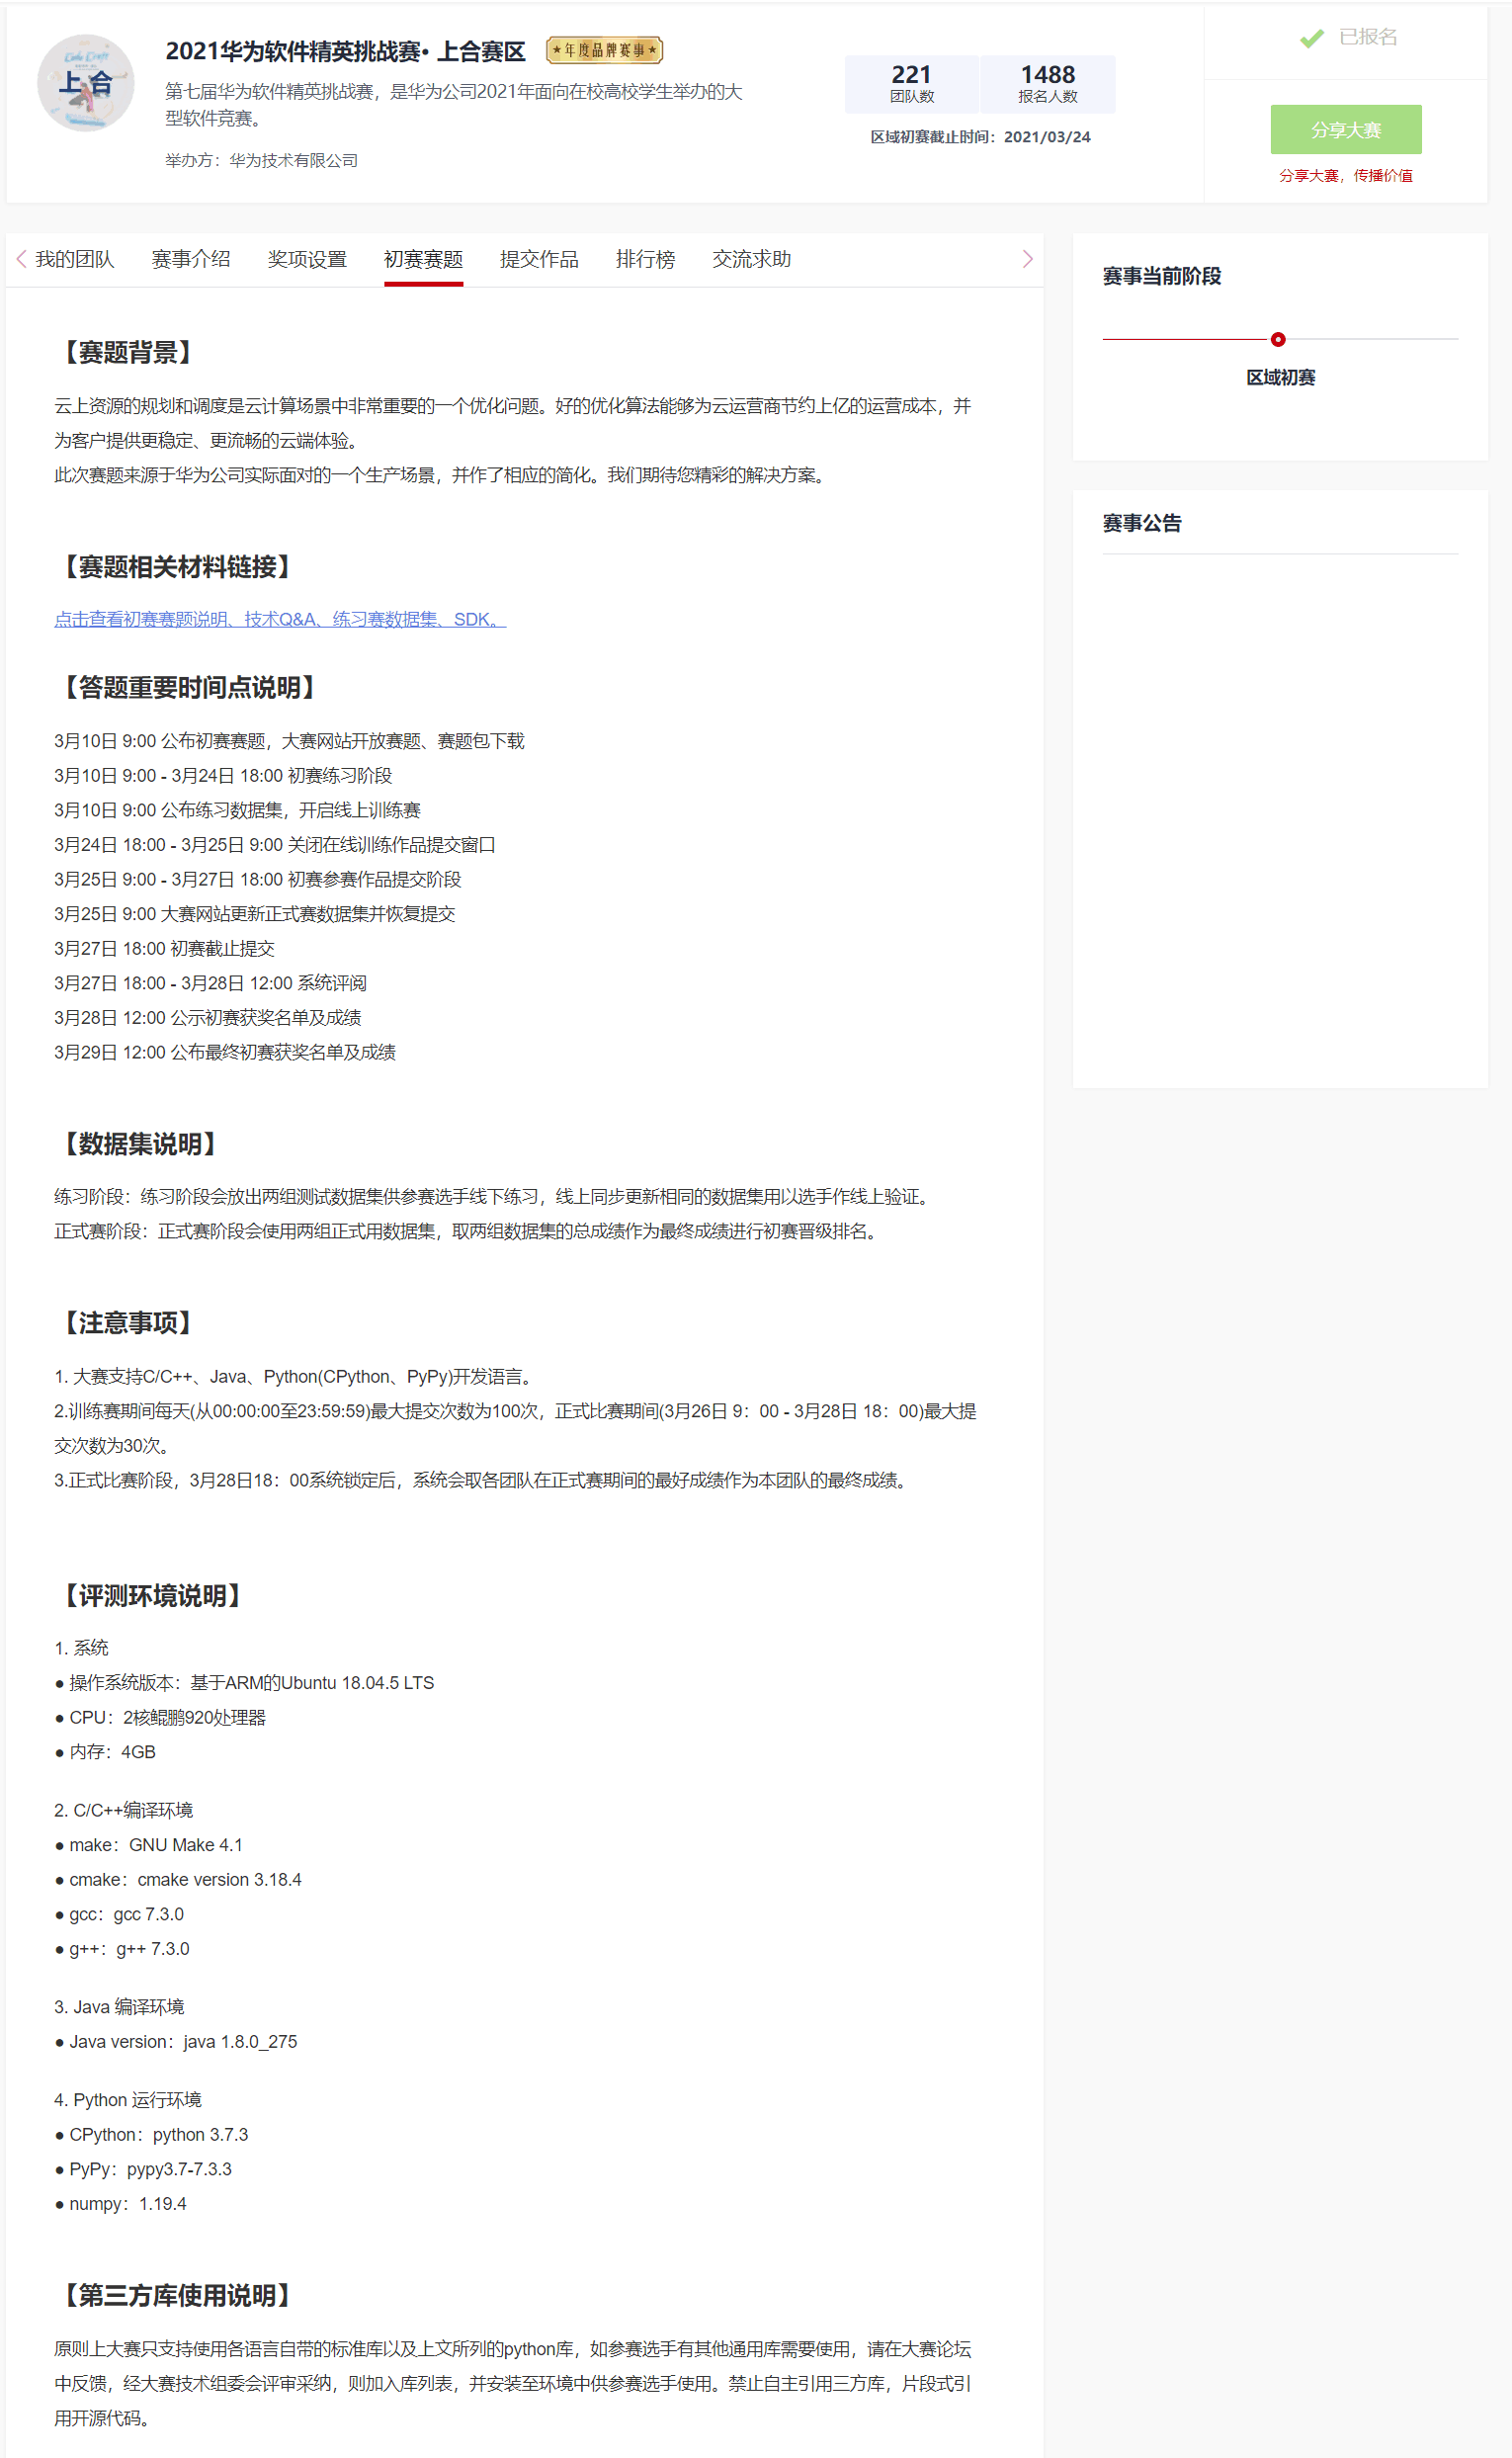 上合
2021华为软件精英挑战赛• 上合赛区
年度品牌赛事
第七届华为软件精英挑战赛，是华为公司2021年面向在校高校学生举办的大
型软件竞赛。
举办方：华为技术有限公司
221
团队数
1488
报名人数
区域初赛截止时间：2021/03/24
已报名
分享大赛
分享大赛，传播价值
我的团队 赛事介绍 奖项设置 初赛赛题 提交作品 排行榜 交流求助
【赛题背景】
云上资源的规划和调度是云计算场景中非常重要的一个优化问题。好的优化算法能够为云运营商节约上亿的运营成本，并
为客户提供更稳定、更流畅的云端体验。
此次赛题来源于华为公司实际面对的一个生产场景，并作了相应的简化。我们期待您精彩的解决方案。
【赛题相关材料链接】
点击查看初赛赛题说明、技术Q&A、练习赛数据集、SDK。
【答题重要时间点说明】
3月10日 9:00 公布初赛赛题，大赛网站开放赛题、赛题包下载
3月10日 9:00 - 3月24日 18:00 初赛练习阶段
3月10日 9:00 公布练习数据集，开启线上训练赛
3月24日 18:00 - 3月25日 9:00 关闭在线训练作品提交窗口
3月25日 9:00 - 3月27日 18:00 初赛参赛作品提交阶段
3月25日 9:00 大赛网站更新正式赛数据集并恢复提交
3月27日 18:00 初赛截止提交
3月27日 18:00 - 3月28日 12:00 系统评阅
3月28日 12:00 公示初赛获奖名单及成绩
3月29日 12:00 公布最终初赛获奖名单及成绩
【数据集说明】
练习阶段：练习阶段会放出两组测试数据集供参赛选手线下练习，线上同步更新相同的数据集用以选手作线上验证。
正式赛阶段：正式赛阶段会使用两组正式用数据集，取两组数据集的总成绩作为最终成绩进行初赛晋级排名。
【注意事项】
1. 大赛支持C/C++、Java、Python(CPython、PyPy)开发语言。
2.训练赛期间每天(从00:00:00至23:59:59)最大提交次数为100次，正式比赛期间(3月26日 9：00 - 3月28日 18：00)最大提
交次数为30次。
3.正式比赛阶段，3月28日18：00系统锁定后，系统会取各团队在正式赛期间的最好成绩作为本团队的最终成绩。
【评测环境说明】
1. 系统
● 操作系统版本：基于ARM的Ubuntu 18.04.5 LTS
● CPU：2核鲲鹏920处理器
● 内存：4GB
2. C/C++编译环境
● make：GNU Make 4.1
● cmake：cmake version 3.18.4
● gcc：gcc 7.3.0
● g++：g++ 7.3.0
3. Java 编译环境
● Java version：java 1.8.0_275
4. Python 运行环境
● CPython：python 3.7.3
● PyPy：pypy3.7-7.3.3
● numpy：1.19.4
【第三方库使用说明】
原则上大赛只支持使用各语言自带的标准库以及上文所列的python库，如参赛选手有其他通用库需要使用，请在大赛论坛
中反馈，经大赛技术组委会评审采纳，则加入库列表，并安装至环境中供参赛选手使用。禁止自主引用三方库，片段式引
用开源代码。
赛事当前阶段
区域初赛
赛事公告